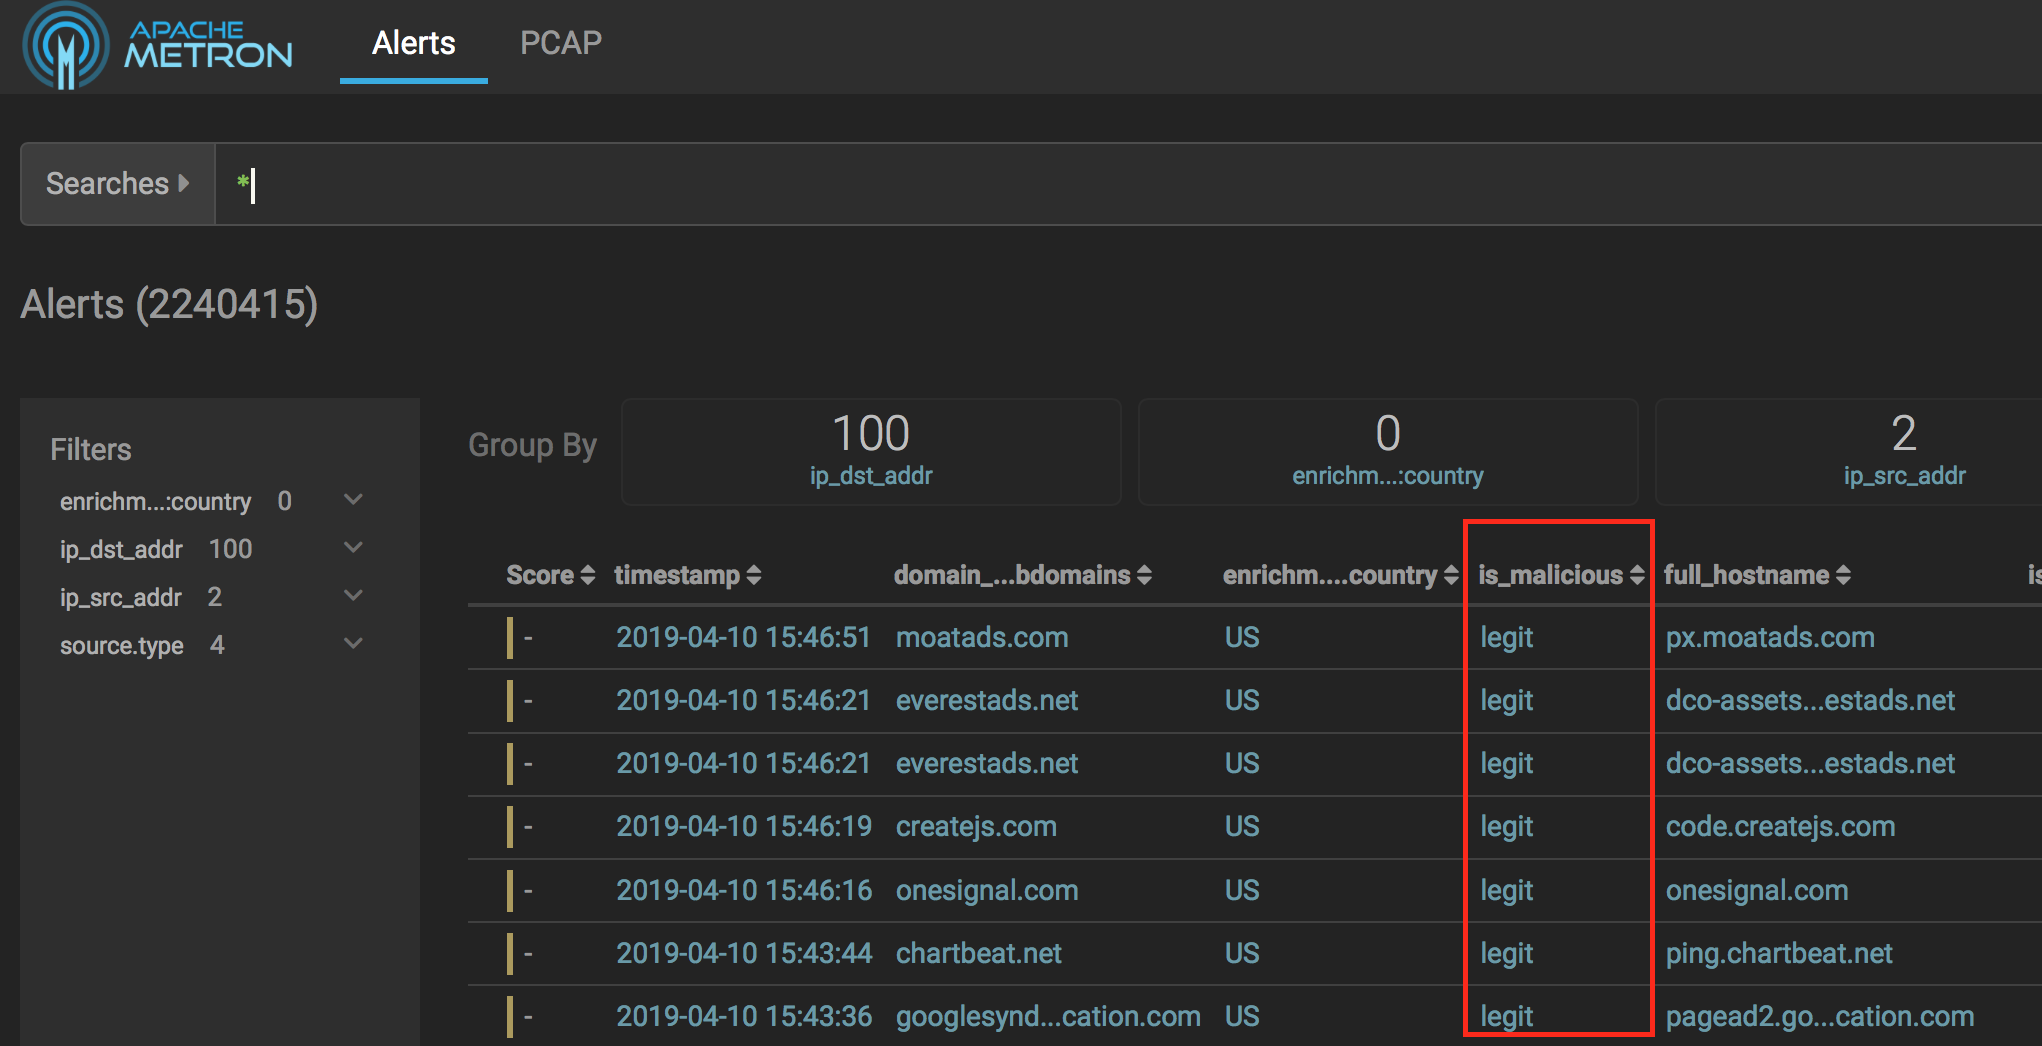 APACHE
METRON
Alerts
PCAP
Searches
*
Alerts (2240415)
Filters
enrichm...:country 0
ip_dst_addr 100
ip_src_addr 2
source.type 4
Group By
100
ip_dst_addr
0
enrichm...:country
2
ip_src_addr
Score timestamp domain_...bdomains enrichm....country is_malicious full_hostname is
- 2019-04-10 15:46:51 moatads.com US legit px.moatads.com
- 2019-04-10 15:46:21 everestads.net US legit dco-assets...estads.net
- 2019-04-10 15:46:21 everestads.net US legit dco-assets...estads.net
- 2019-04-10 15:46:19 createjs.com US legit code.createjs.com
- 2019-04-10 15:46:16 onesignal.com US legit onesignal.com
- 2019-04-10 15:43:44 chartbeat.net US legit ping.chartbeat.net
- 2019-04-10 15:43:36 googlesynd...cation.com US legit pagead2.go...cation.com